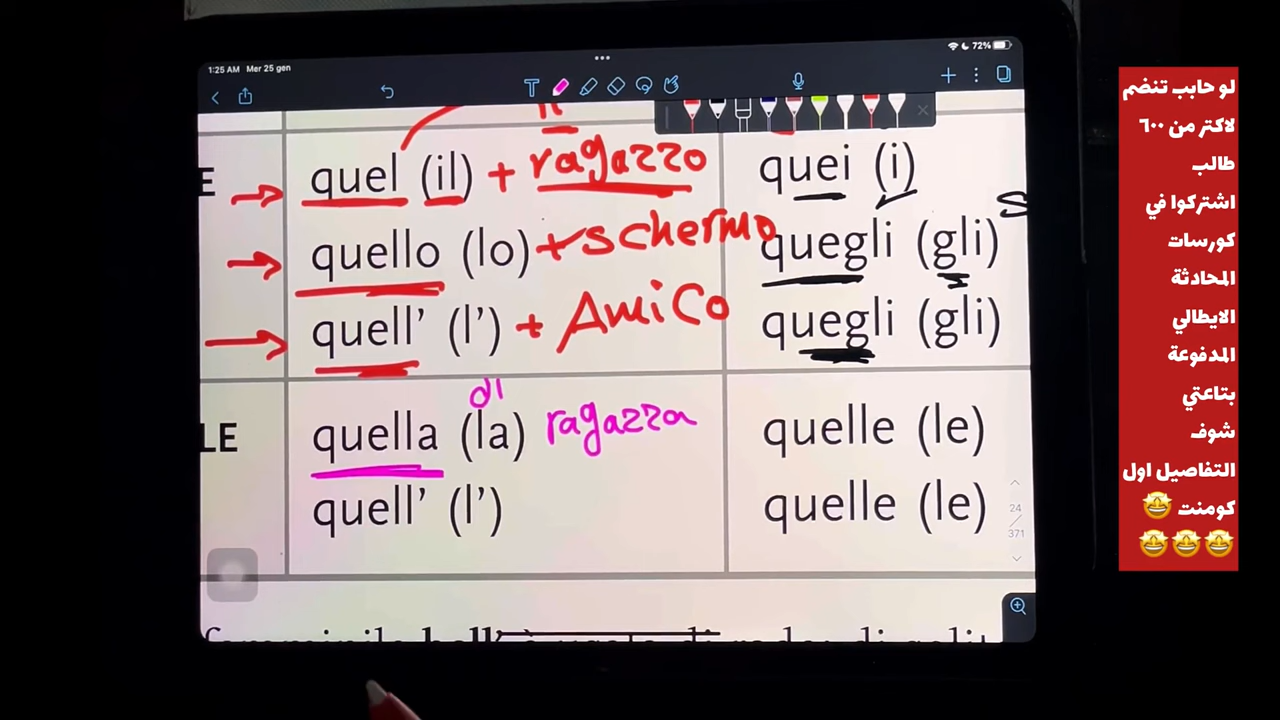 1:25 AM Mer 25 gen
72%
T
il
E
quel (il) + ragazzo
quei (i)
quello (lo) + schermo
quegli (gli)
s
quell' (l') + Amico
quegli (gli)
di
LE
quella (la) ragazza
quelle (le)
quell' (l')
quelle (le)
24
371
لو حابب تنضم
لاكتر من ٦٠٠
طالب
اشتركوا في
كورسات
المحادثة
الايطالي
المدفوعة
بتاعتي
شوف
التفاصيل اول
كومنت 🤩
🤩🤩🤩